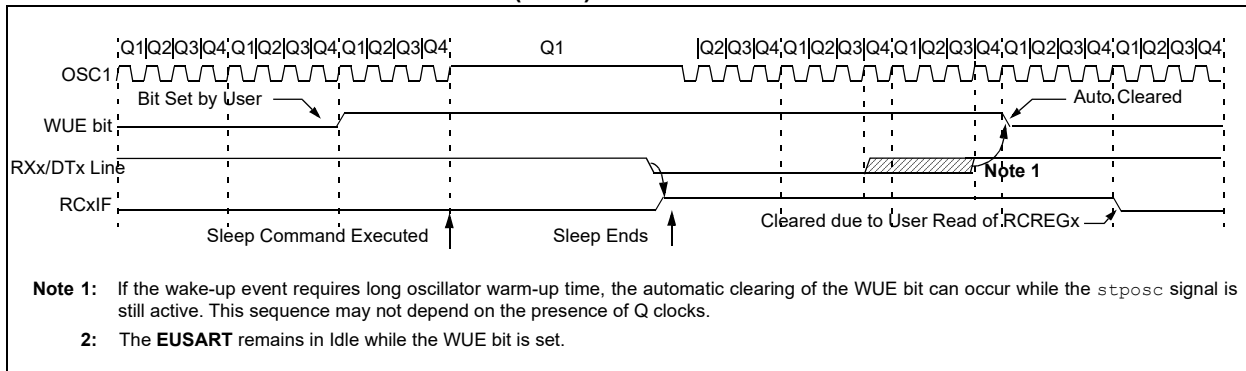 Q1 Q2 Q3 Q4 Q1 Q2 Q3 Q4 Q1 Q2 Q3 Q4 Q1 Q2 Q3 Q4 Q1 Q2 Q3 Q4 Q1 Q2 Q3 Q4 Q1 Q2 Q3 Q4 Q1 Q2 Q3 Q4
OSC1
Bit Set by User
Auto Cleared
WUE bit
RXx/DTx Line
Note 1
RCxIF
Cleared due to User Read of RCREGx
Sleep Command Executed
Sleep Ends
Note 1: If the wake-up event requires long oscillator warm-up time, the automatic clearing of the WUE bit can occur while the stposc signal is
still active. This sequence may not depend on the presence of Q clocks.
2: The EUSART remains in Idle while the WUE bit is set.